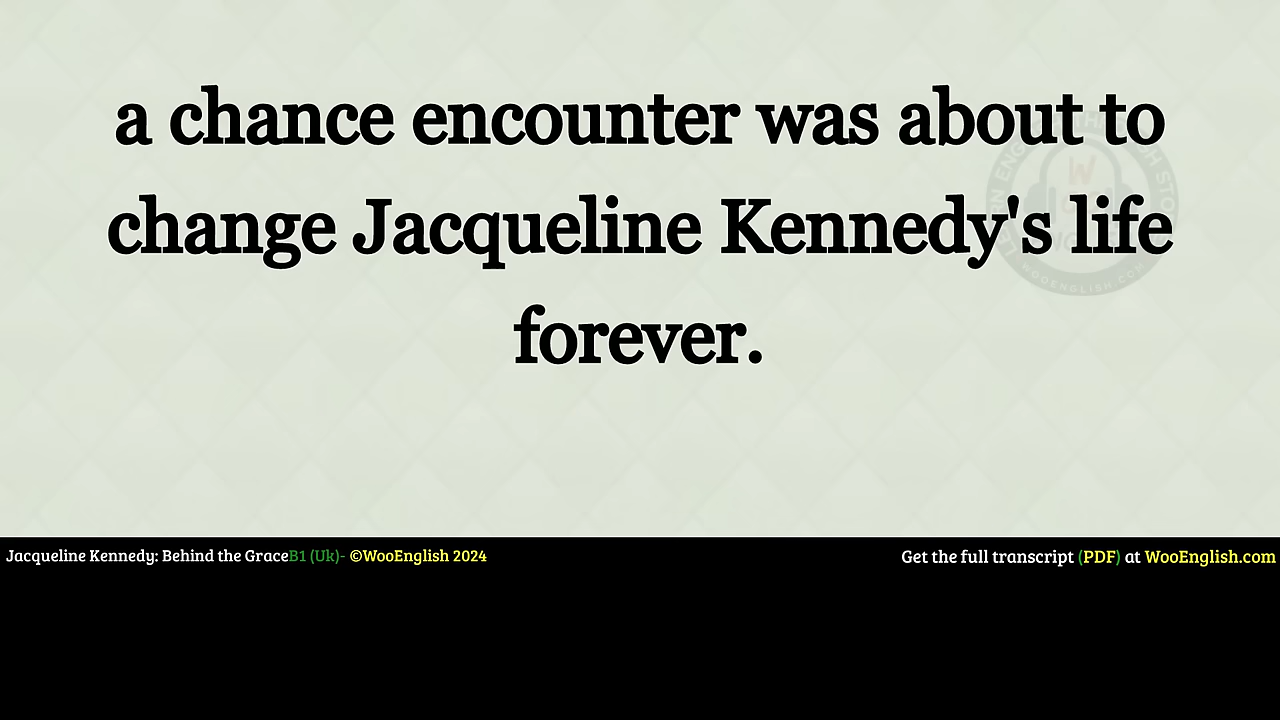 a chance encounter was about to
change Jacqueline Kennedy's life
forever.
Jacqueline Kennedy: Behind the GraceB1 (Uk)- ©WooEnglish 2024
Get the full transcript (PDF) at WooEnglish.com